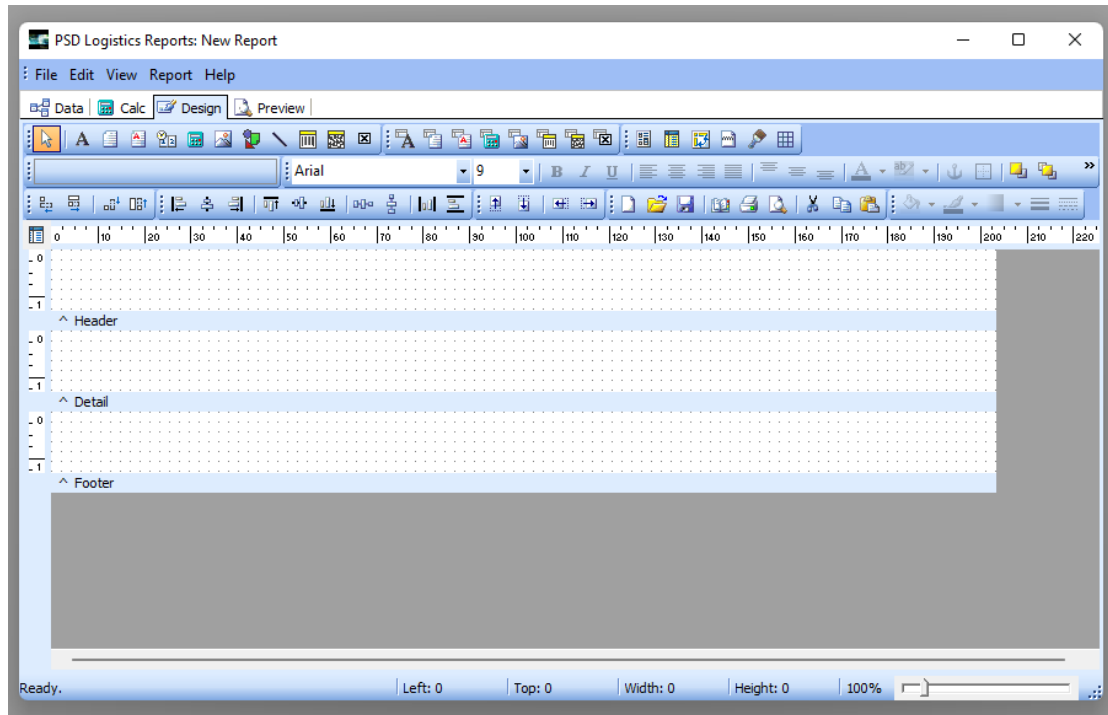 PSD Logistics Reports: New Report
File Edit View Report Help
Data Calc Design Preview
Arial 9 B I U
0 10 20 30 40 50 60 70 80 90 100 110 120 130 140 150 160 170 180 190 200 210 220
0
1
^ Header
0
1
^ Detail
0
1
^ Footer
Ready. Left: 0 Top: 0 Width: 0 Height: 0 100%